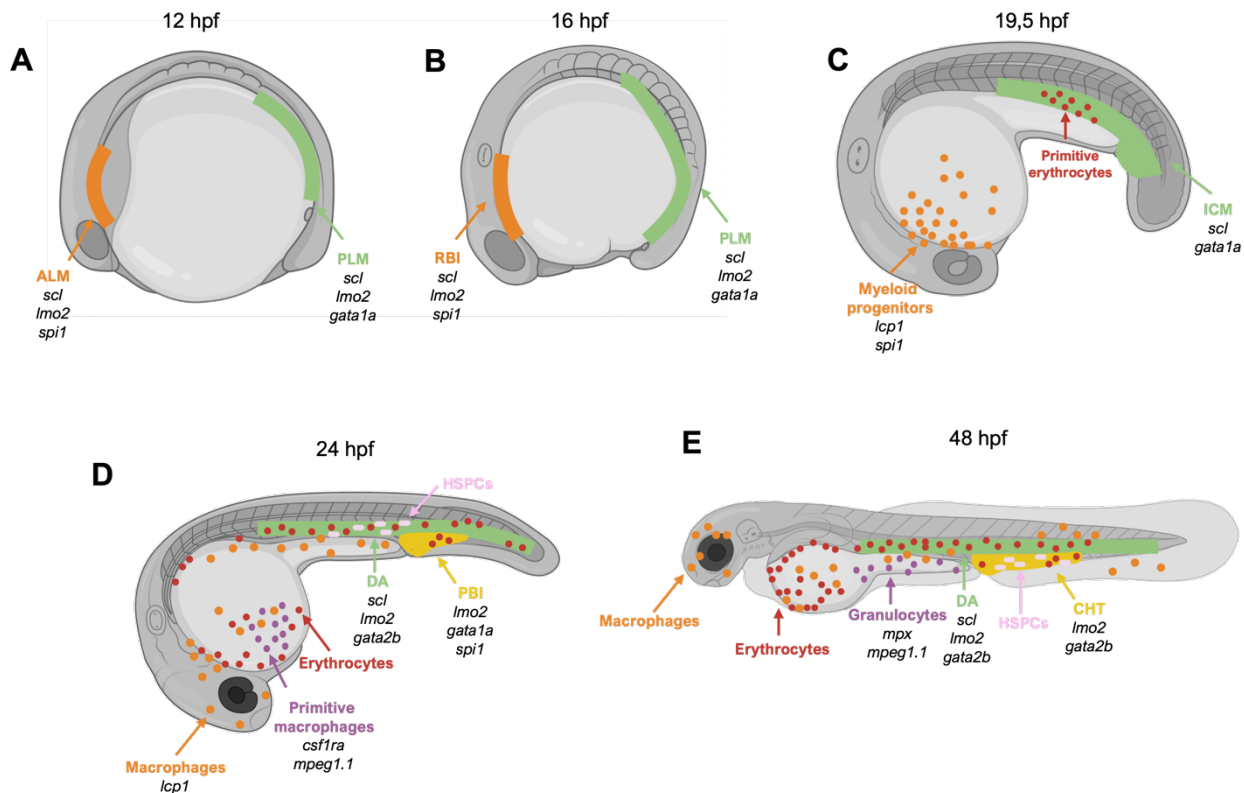 12 hpf
16 hpf
19,5 hpf
A
B
C
ALM
scl
lmo2
spi1
PLM
scl
lmo2
gata1a
RBI
scl
lmo2
spi1
PLM
scl
lmo2
gata1a
Primitive
erythrocytes
ICM
scl
gata1a
Myeloid
progenitors
lcp1
spi1
24 hpf
48 hpf
D
E
HSPCs
DA
scl
lmo2
gata2b
PBI
lmo2
gata1a
spi1
Erythrocytes
Primitive
macrophages
csf1ra
mpeg1.1
Macrophages
lcp1
Macrophages
Erythrocytes
Granulocytes
mpx
mpeg1.1
DA
scl
lmo2
gata2b
HSPCs
CHT
lmo2
gata2b